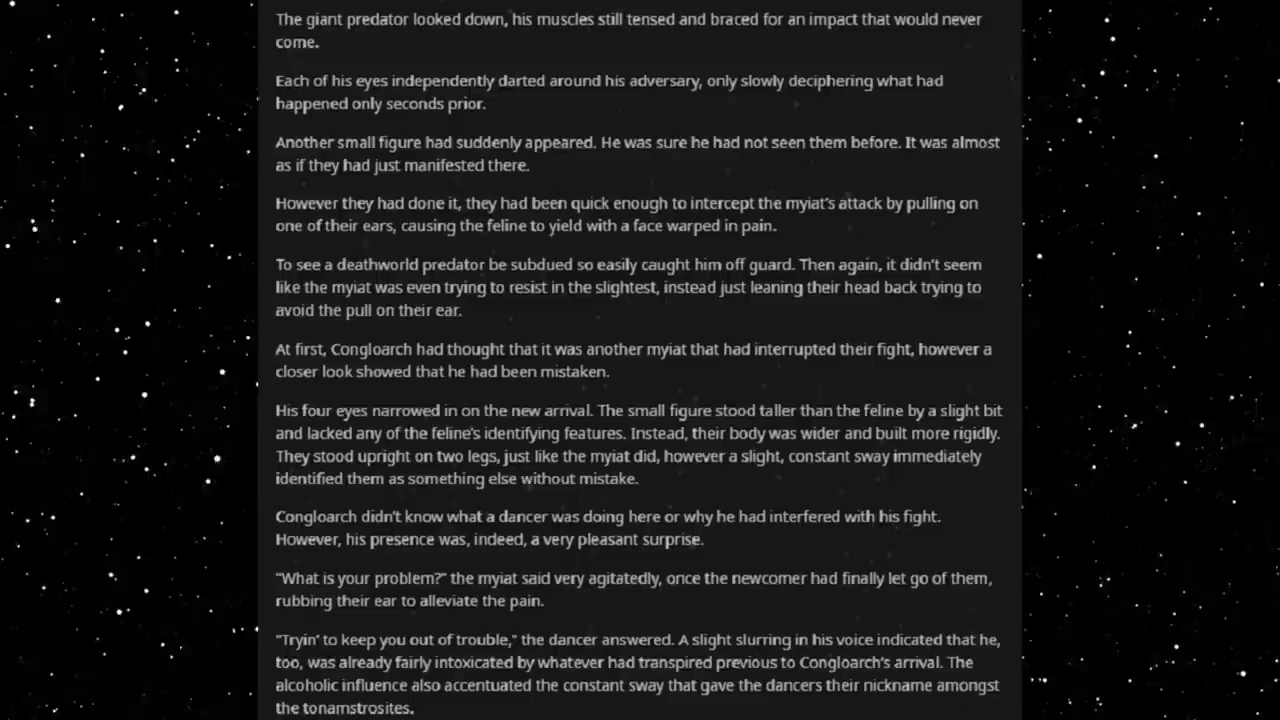 The giant predator looked down, his muscles still tensed and braced for an impact that would never
come.
Each of his eyes independently darted around his adversary, only slowly deciphering what had
happened only seconds prior.
Another small figure had suddenly appeared. He was sure he had not seen them before. It was almost
as if they had just manifested there.
However they had done it, they had been quick enough to intercept the myiat's attack by pulling on
one of their ears, causing the feline to yield with a face warped in pain.
To see a deathworld predator be subdued so easily caught him off guard. Then again, it didn't seem
like the myiat was even trying to resist in the slightest, instead just leaning their head back trying to
avoid the pull on their ear.
At first, Congloarch had thought that it was another myiat that had interrupted their fight, however a
closer look showed that he had been mistaken.
His four eyes narrowed in on the new arrival. The small figure stood taller than the feline by a slight bit
and lacked any of the feline's identifying features. Instead, their body was wider and built more rigidly.
They stood upright on two legs, just like the myiat did, however a slight, constant sway immediately
identified them as something else without mistake.
Congloarch didn't know what a dancer was doing here or why he had interfered with his fight.
However, his presence was, indeed, a very pleasant surprise.
"What is your problem?" the myiat said very agitatedly, once the newcomer had finally let go of them,
rubbing their ear to alleviate the pain.
"Tryin' to keep you out of trouble," the dancer answered. A slight slurring in his voice indicated that he,
too, was already fairly intoxicated by whatever had transpired previous to Congloarch's arrival. The
alcoholic influence also accentuated the constant sway that gave the dancers their nickname amongst
the tonamstrosites.